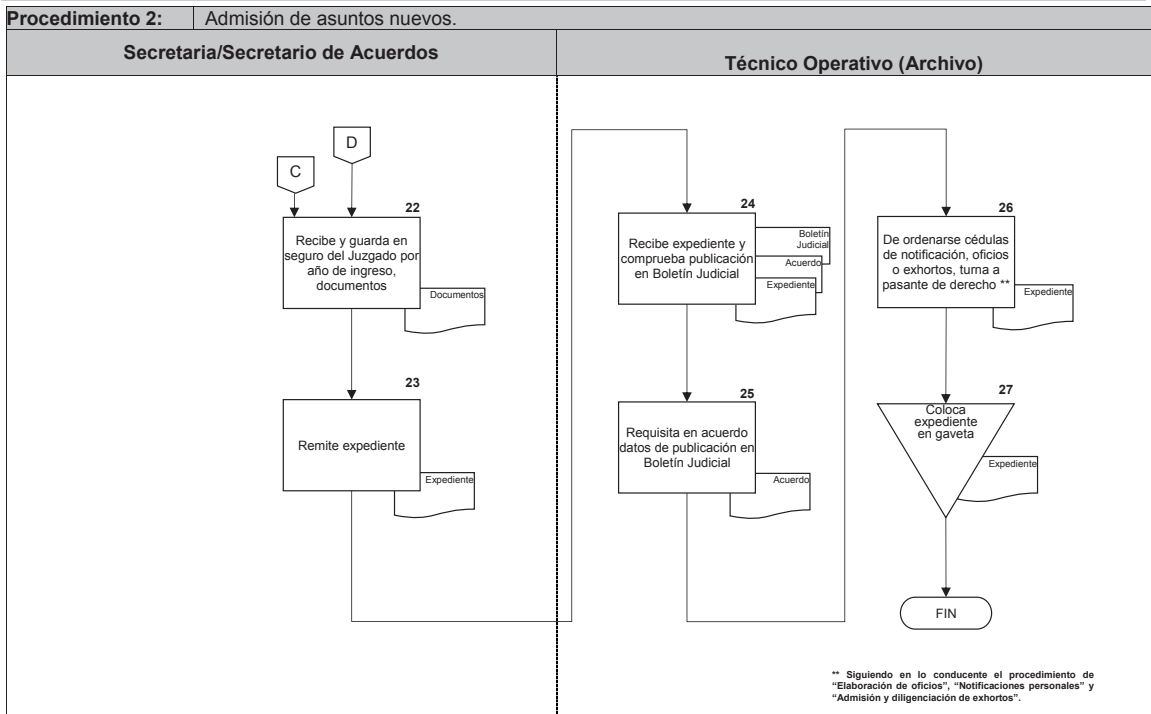 Procedimiento 2: Admisión de asuntos nuevos.
Secretaria/Secretario de Acuerdos
Técnico Operativo (Archivo)
C
D
22
Recibe y guarda en
seguro del Juzgado por
año de ingreso,
documentos
Documentos
23
Remite expediente
Expediente
24
Recibe expediente y
comprueba publicación
en Boletín Judicial
Boletín
Judicial
Acuerdo
Expediente
25
Requisita en acuerdo
datos de publicación en
Boletín Judicial
Acuerdo
26
De ordenarse cédulas
de notificación, oficios
o exhortos, turna a
pasante de derecho **
Expediente
27
Coloca
expediente
en gaveta
Expediente
FIN
** Siguiendo en lo conducente el procedimiento de
“Elaboración de oficios”, “Notificaciones personales” y
“Admisión y diligenciación de exhortos”.